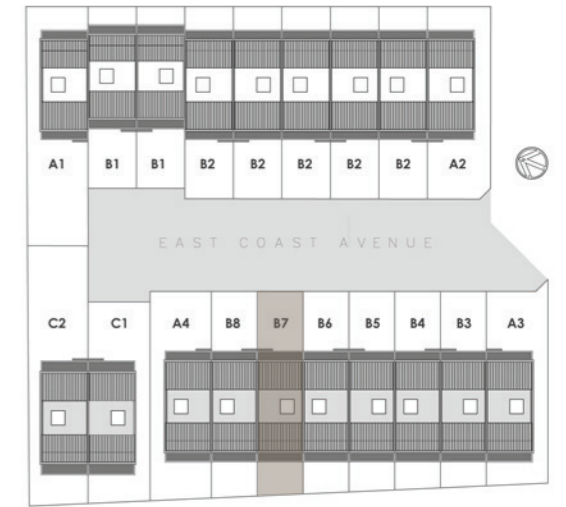 A1 B1 B1 B2 B2 B2 B2 B2 A2
EAST COAST AVENUE
C2 C1 A4 B8 B7 B6 B5 B4 B3 A3